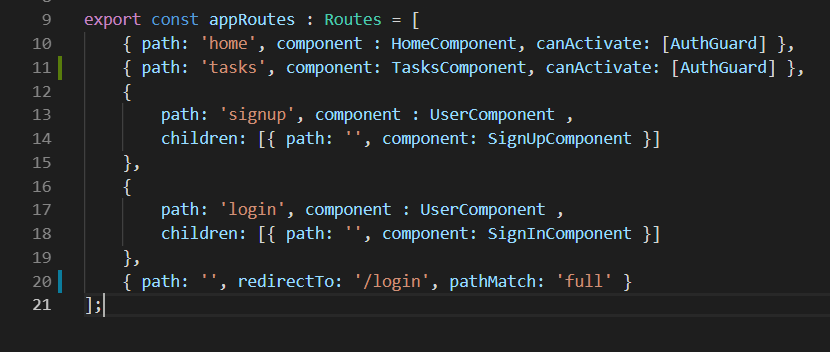 9 export const appRoutes : Routes = [
10 { path: 'home', component : HomeComponent, canActivate: [AuthGuard] },
11 { path: 'tasks', component: TasksComponent, canActivate: [AuthGuard] },
12 {
13 path: 'signup', component : UserComponent ,
14 children: [{ path: '', component: SignUpComponent }]
15 },
16 {
17 path: 'login', component : UserComponent ,
18 children: [{ path: '', component: SignInComponent }]
19 },
20 { path: '', redirectTo: '/login', pathMatch: 'full' }
21 ];